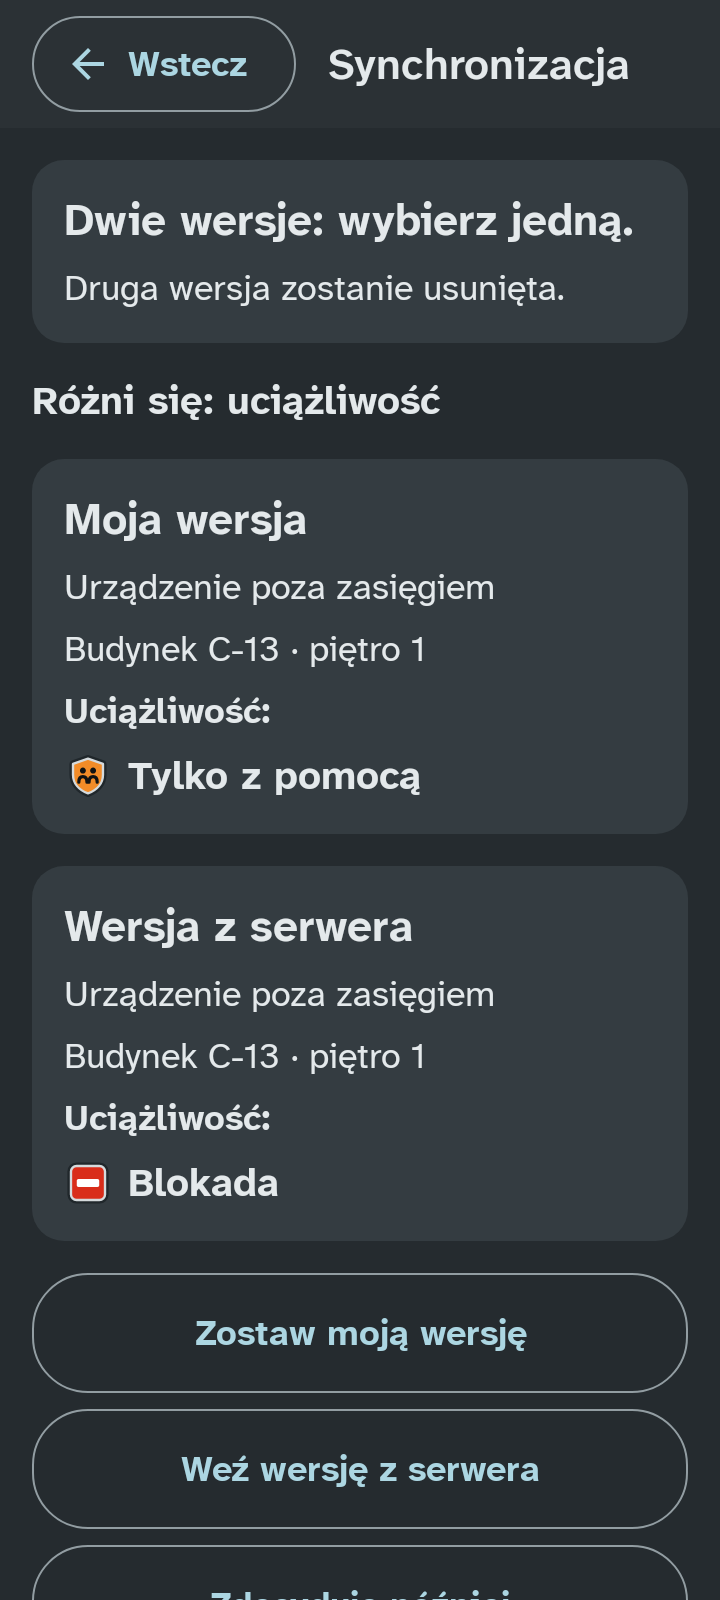 Wstecz
Synchronizacja
Dwie wersje: wybierz jedną.
Druga wersja zostanie usunięta.
Różni się: uciążliwość
Moja wersja
Urządzenie poza zasięgiem
Budynek C-13 · piętro 1
Uciążliwość:
Tylko z pomocą
Wersja z serwera
Urządzenie poza zasięgiem
Budynek C-13 · piętro 1
Uciążliwość:
Blokada
Zostaw moją wersję
Weź wersję z serwera